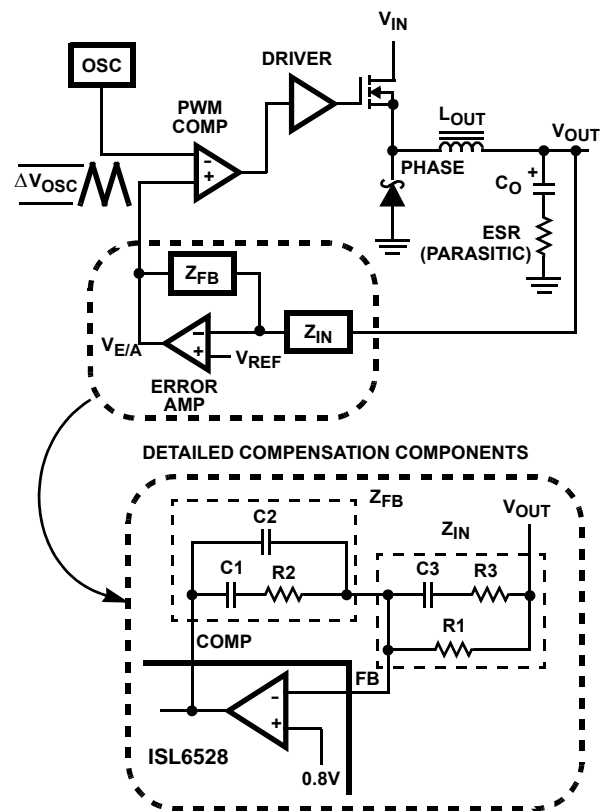 V_IN
OSC
DRIVER
PWM
COMP
L_OUT
V_OUT
ΔV_OSC
-
+
PHASE
C_O
+
ESR
(PARASITIC)
Z_FB
V_E/A
-
+
Z_IN
V_REF
ERROR
AMP
DETAILED COMPENSATION COMPONENTS
Z_FB
V_OUT
C2
Z_IN
C1
R2
C3
R3
R1
COMP
FB
-
+
ISL6528
0.8V